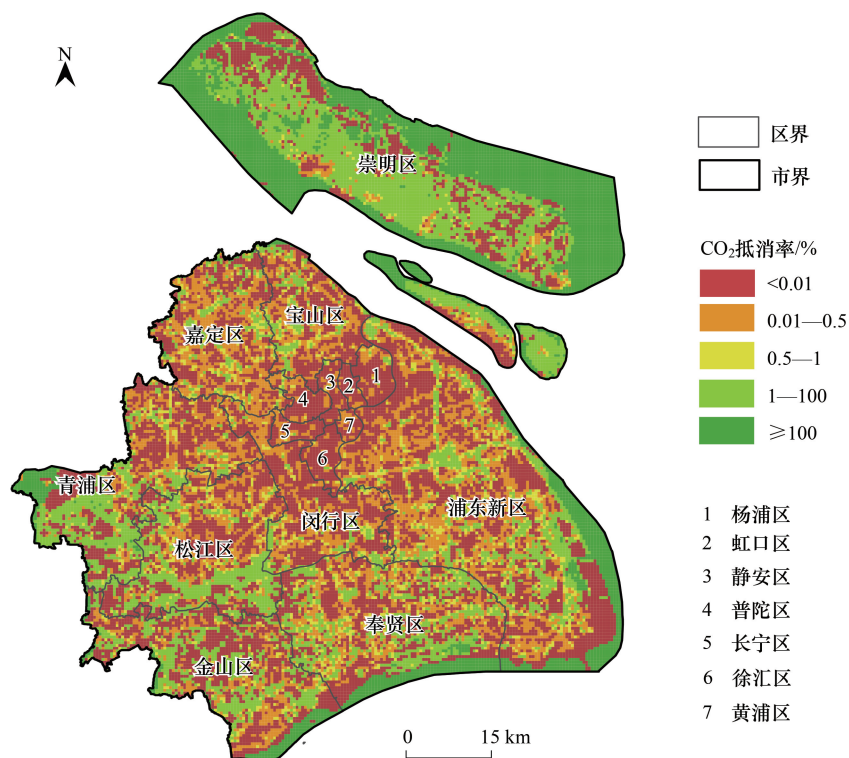 N
区界
市界
崇明区
CO₂抵消率/%
<0.01
0.01—0.5
0.5—1
1—100
≥100
嘉定区
宝山区
1
2
3
4
5
6
7
青浦区
松江区
闵行区
浦东新区
奉贤区
金山区
1 杨浦区
2 虹口区
3 静安区
4 普陀区
5 长宁区
6 徐汇区
7 黄浦区
0 15 km